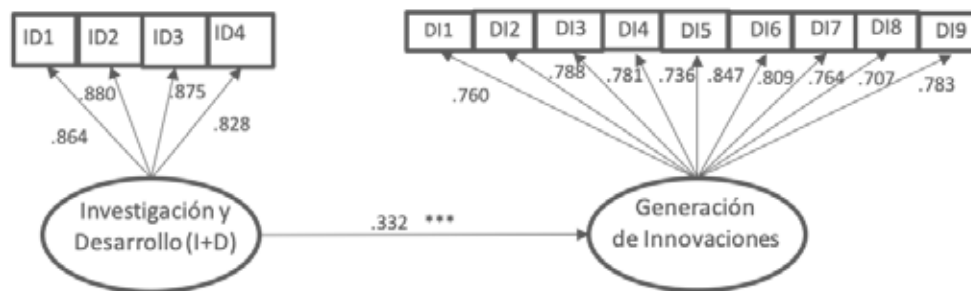 ID1 ID2 ID3 ID4
DI1 DI2 DI3 DI4 DI5 DI6 DI7 DI8 DI9
.864 .880 .875 .828
.760 .788 .781 .736 .847 .809 .764 .707 .783
Investigación y
Desarrollo (I+D)
.332 ***
Generación
de Innovaciones